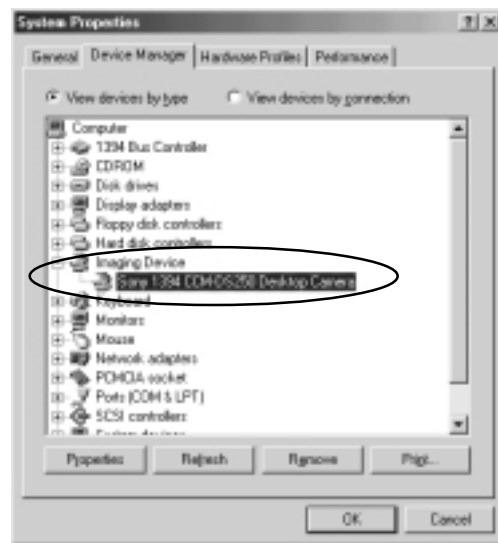 System Properties
General Device Manager Hardware Profiles Performance
View devices by type View devices by connection
Computer
1394 Bus Controller
CDROM
Disk drives
Display adapters
Floppy disk controllers
Hard disk controllers
Imaging Device
Sony 1394 CCM-DS250 Desktop Camera
Keyboard
Monitors
Mouse
Network adapters
PCMCIA socket
Ports (COM & LPT)
SCSI controllers
System devices
Properties Refresh Remove Print...
OK Cancel